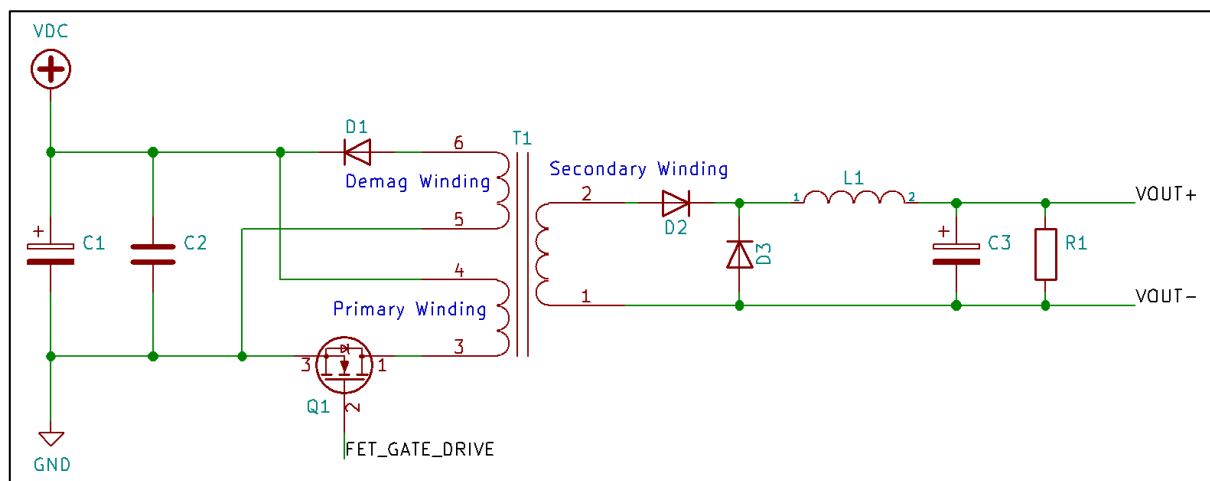 VDC
D1
6
T1
Demag Winding
Secondary Winding
2
1
L1
2
VOUT+
5
D2
+
C1
C2
D3
+
C3
R1
4
Primary Winding
1
VOUT-
3
1
3
Q1
2
FET_GATE_DRIVE
GND